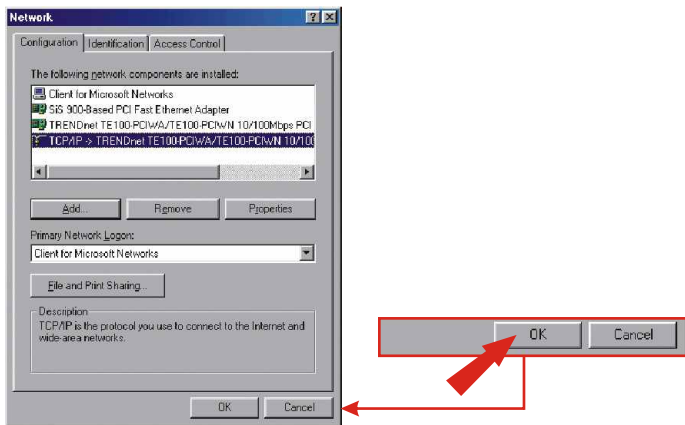 Network
Configuration Identification Access Control
The following network components are installed:
Client for Microsoft Networks
SiS 900-Based PCI Fast Ethernet Adapter
TRENDnet TE100-PCIWA/TE100-PCIWN 10/100Mbps PCI
TCP/IP -> TRENDnet TE100-PCIWA/TE100-PCIWN 10/100
Add... Remove Properties
Primary Network Logon:
Client for Microsoft Networks
File and Print Sharing...
Description
TCP/IP is the protocol you use to connect to the Internet and
wide-area networks.
OK Cancel
OK Cancel